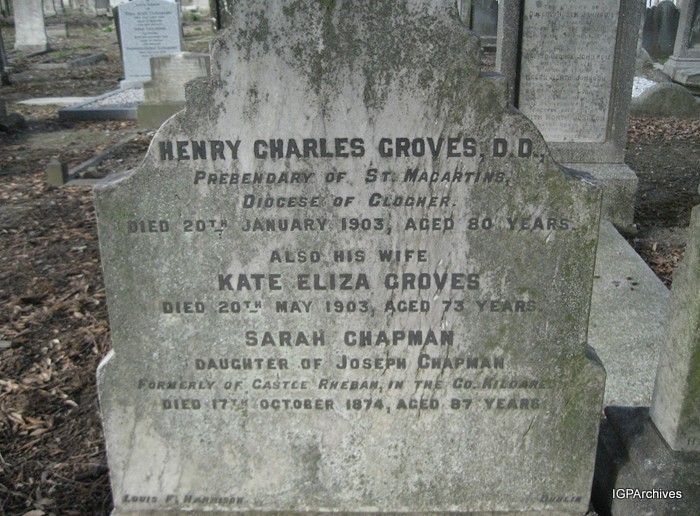 HENRY CHARLES GROVES, D.D.,
PREBENDARY OF ST. MACARTINS,
DIOCESE OF CLOGHER.
DIED 20TH JANUARY 1903, AGED 80 YEARS.
ALSO HIS WIFE
KATE ELIZA GROVES
DIED 20TH MAY 1903, AGED 73 YEARS.
SARAH CHAPMAN
DAUGHTER OF JOSEPH CHAPMAN
FORMERLY OF CASTLE RHEBAN, IN THE CO. KILDARE
DIED 17TH OCTOBER 1874, AGED 87 YEARS
LOUIS F. HARRISON DUBLIN
IGPArchives